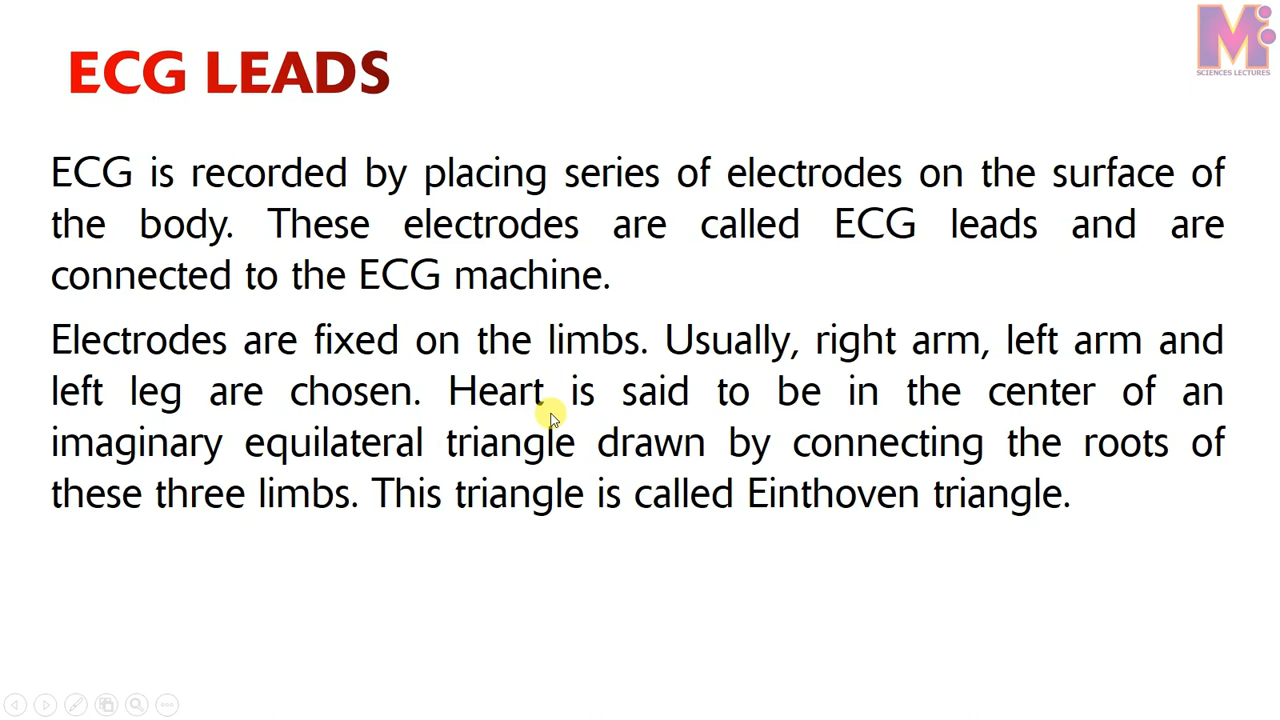 ECG LEADS
M
SCIENCES LECTURES
ECG is recorded by placing series of electrodes on the surface of
the body. These electrodes are called ECG leads and are
connected to the ECG machine.
Electrodes are fixed on the limbs. Usually, right arm, left arm and
left leg are chosen. Heart is said to be in the center of an
imaginary equilateral triangle drawn by connecting the roots of
these three limbs. This triangle is called Einthoven triangle.